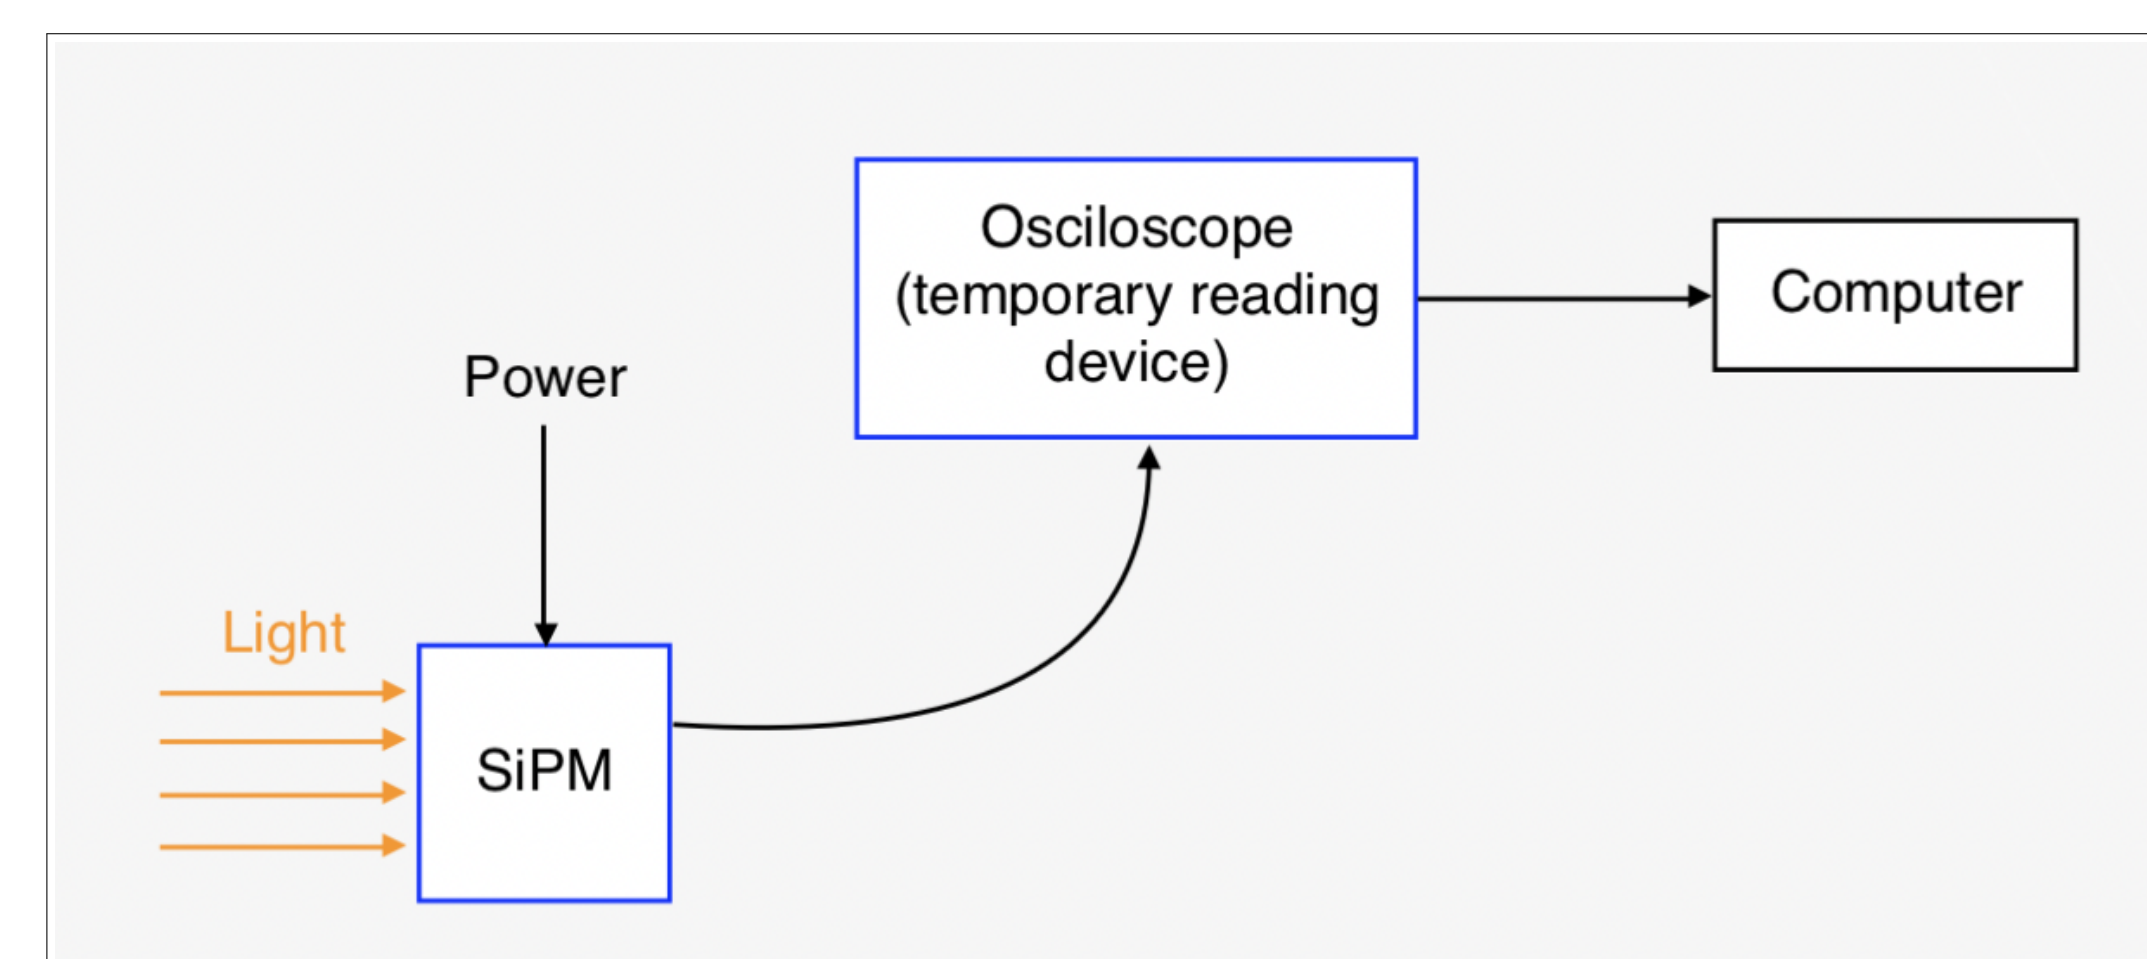 Osciloscope
(temporary reading
device)
Computer
Power
Light
SiPM